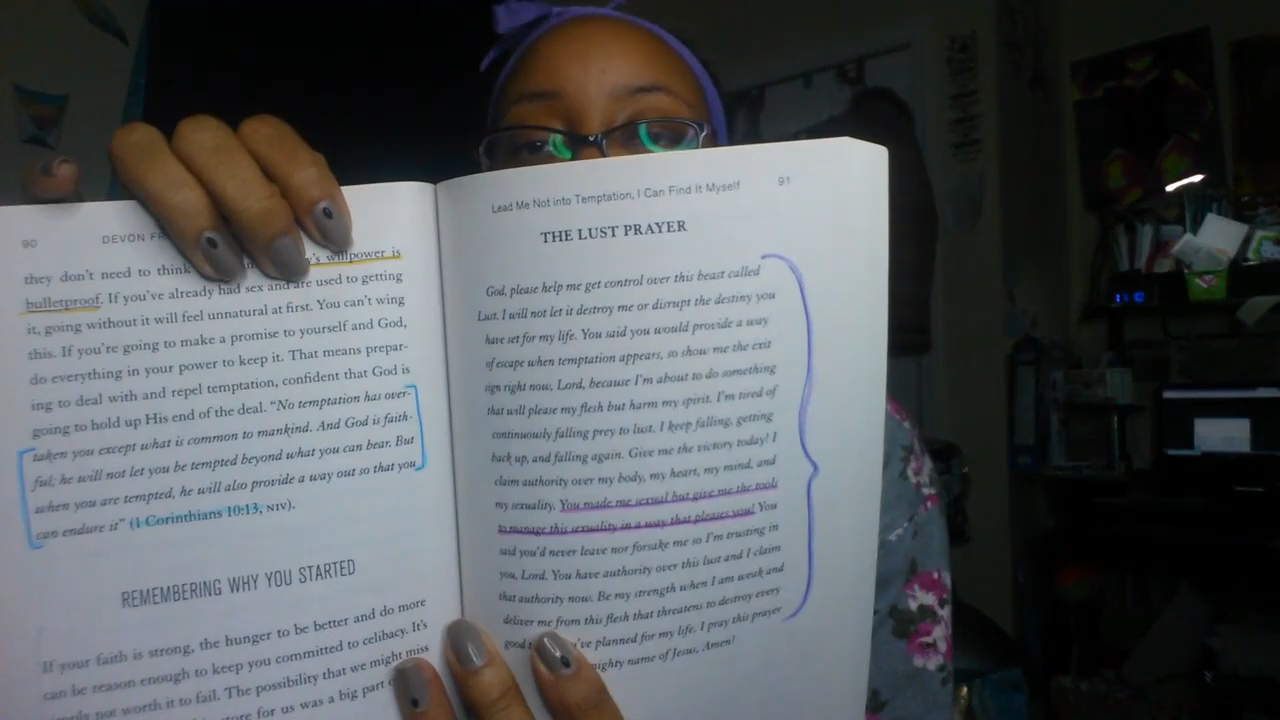 90
DEVON FR
they don't need to think
y's willpower is
bulletproof. If you've already had sex and are used to getting
it, going without it will feel unnatural at first. You can't wing
this. If you're going to make a promise to yourself and God,
do everything in your power to keep it. That means prepar-
ing to deal with and repel temptation, confident that God is
going to hold up His end of the deal. "No temptation has over-
taken you except what is common to mankind. And God is faith-
ful; he will not let you be tempted beyond what you can bear. But
when you are tempted, he will also provide a way out so that you
can endure it" (1 Corinthians 10:13, NIV).
REMEMBERING WHY YOU STARTED
If your faith is strong, the hunger to be better and do more
can be reason enough to keep you committed to celibacy. It's
not worth it to fail. The possibility that we might miss
store for us was a big part
Lead Me Not into Temptation, I Can Find It Myself
91
THE LUST PRAYER
God, please help me get control over this beast called
Lust. I will not let it destroy me or disrupt the destiny you
have set for my life. You said you would provide a way
of escape when temptation appears, so show me the exit
sign right now, Lord, because I'm about to do something
that will please my flesh but harm my spirit. I'm tired of
continuously falling prey to lust. I keep falling, getting
back up, and falling again. Give me the victory today! I
claim authority over my body, my heart, my mind, and
my sexuality. You made me sexual but give me the tools
to manage this sexuality in a way that pleases you! You
said you'd never leave nor forsake me so I'm trusting in
you, Lord. You have authority over this lust and I claim
that authority now. Be my strength when I am weak and
deliver me from this flesh that threatens to destroy every
good t 've planned for my life. I pray this prayer
mighty name of Jesus, Amen!